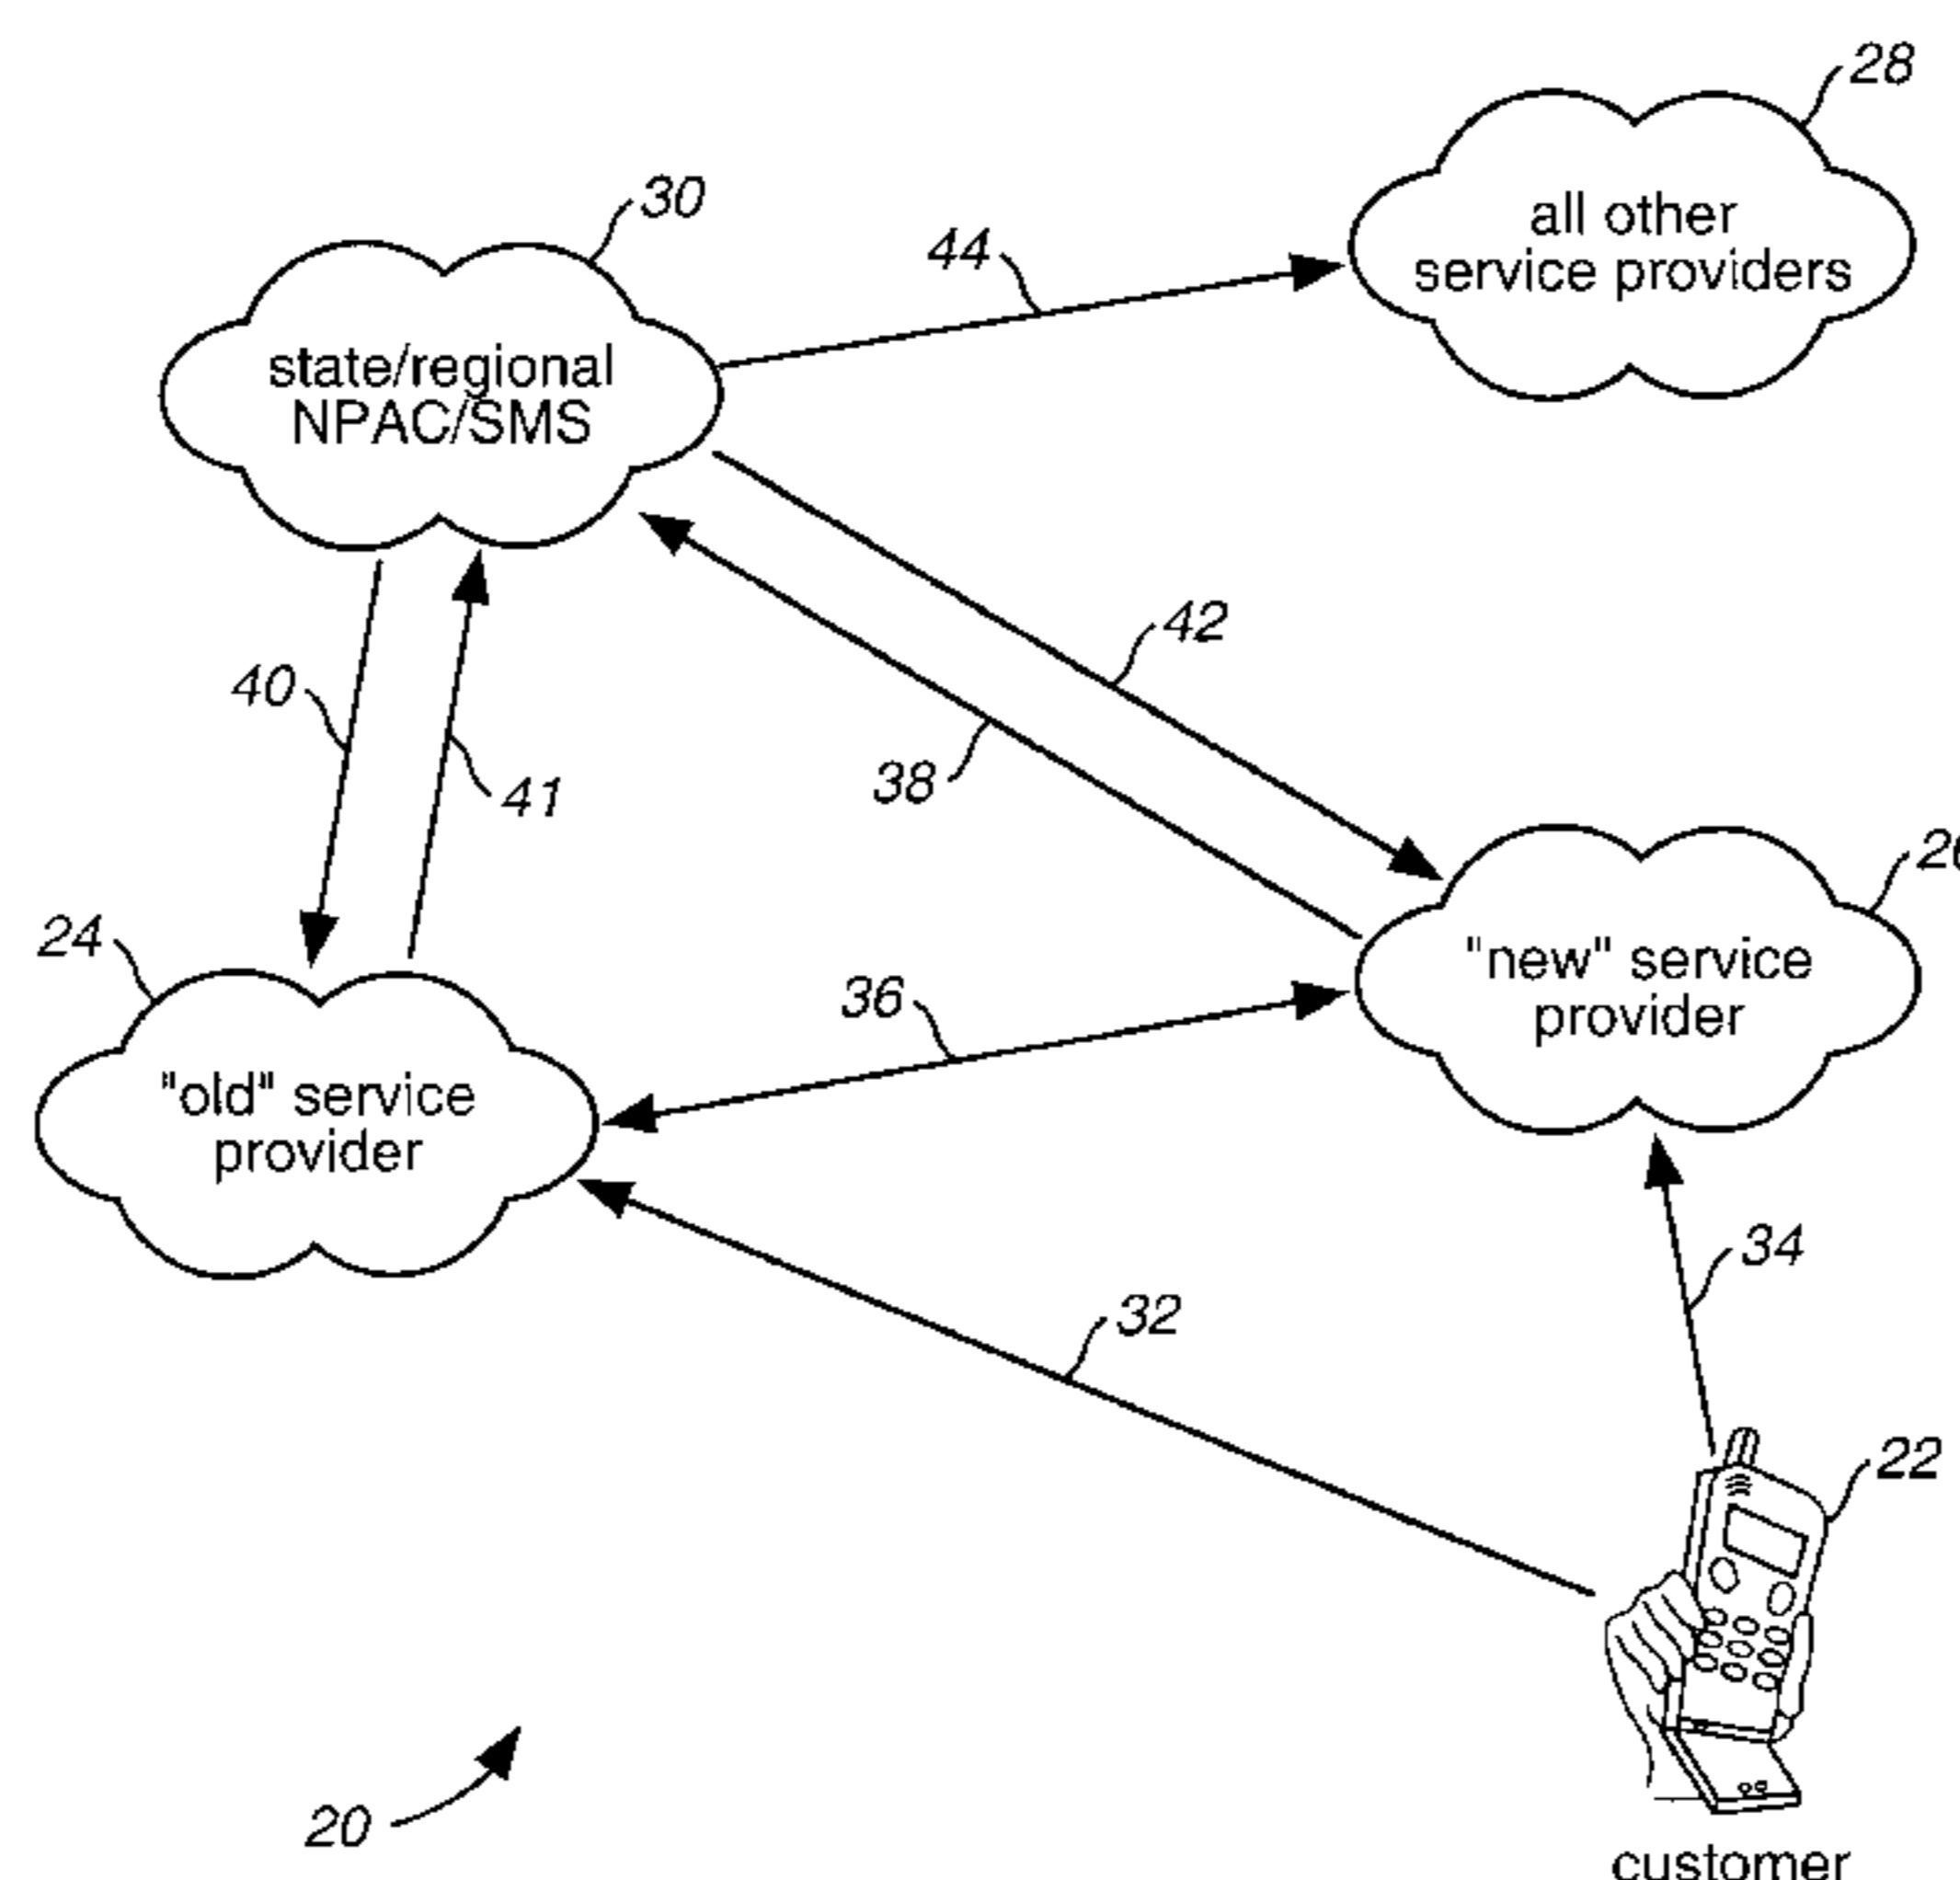 28
30
all other
service providers
44
state/regional
NPAC/SMS
42
40
38
41
24
"new" service
provider
36
"old" service
provider
34
32
22
20
customer